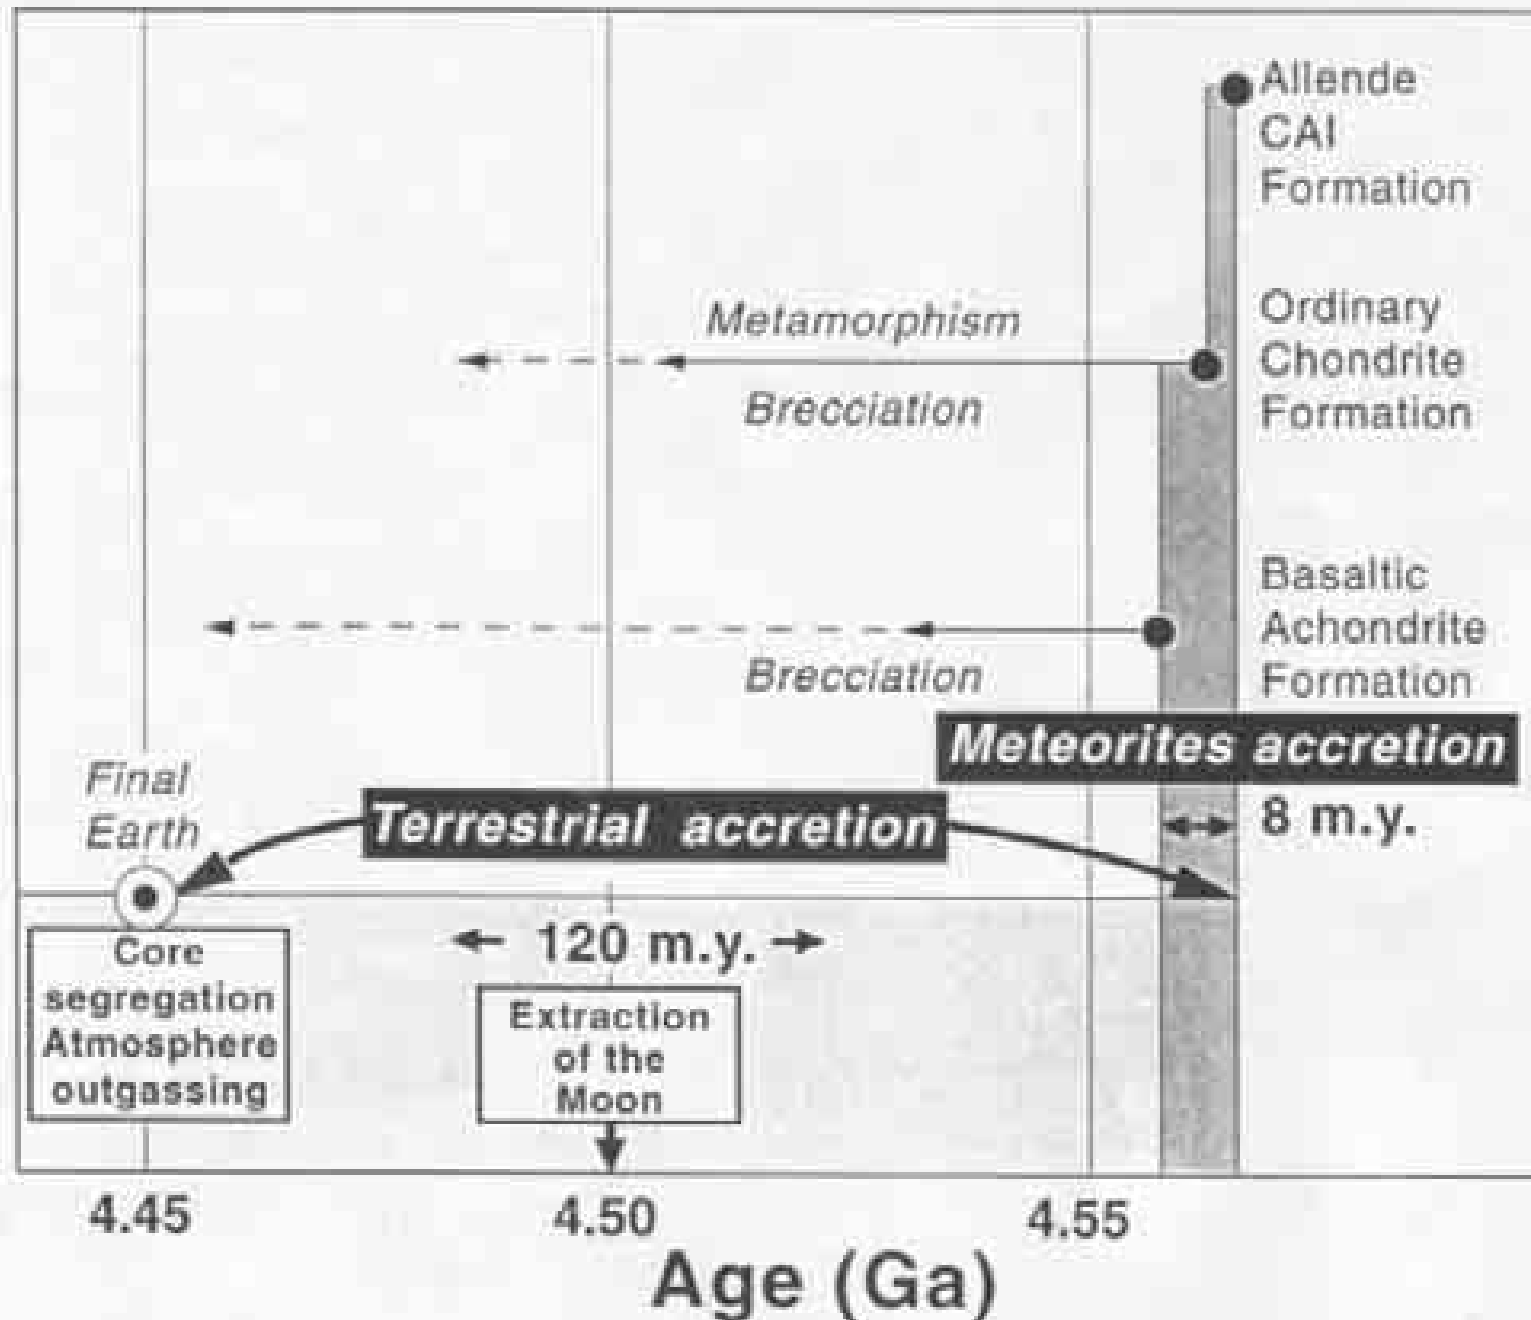 Allende
CAI
Formation
Metamorphism
Brecciation
Ordinary
Chondrite
Formation
Brecciation
Basaltic
Achondrite
Formation
Meteorites accretion
8 m.y.
Final
Earth
Terrestrial accretion
Core
segregation
Atmosphere
outgassing
120 m.y.
Extraction
of the
Moon
4.45
4.50
4.55
Age (Ga)